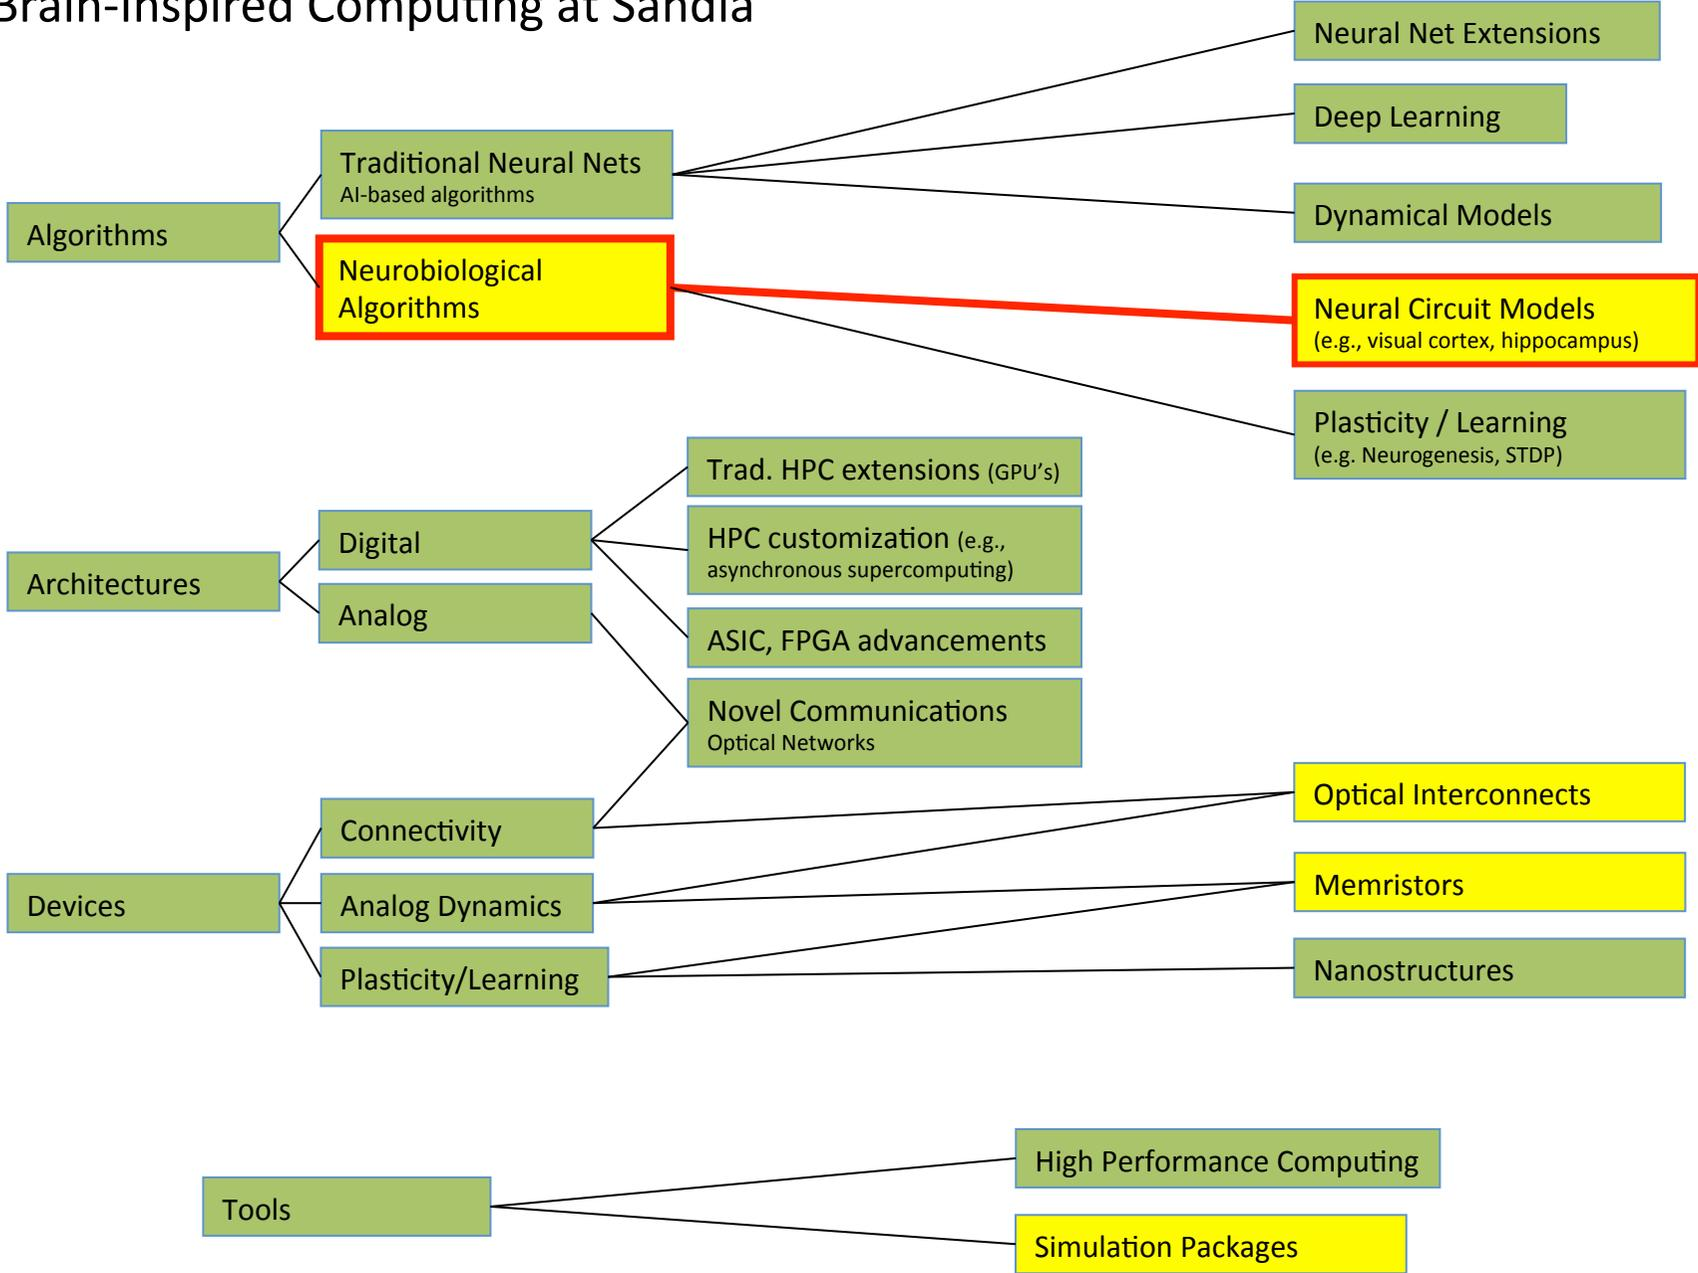 Brain-Inspired Computing at Sandia
Neural Net Extensions
Deep Learning
Traditional Neural Nets
AI-based algorithms
Dynamical Models
Algorithms
Neurobiological
Algorithms
Neural Circuit Models
(e.g., visual cortex, hippocampus)
Plasticity / Learning
(e.g. Neurogenesis, STDP)
Trad. HPC extensions (GPU's)
Digital
HPC customization (e.g.,
asynchronous supercomputing)
Architectures
Analog
ASIC, FPGA advancements
Novel Communications
Optical Networks
Optical Interconnects
Connectivity
Memristors
Devices
Analog Dynamics
Nanostructures
Plasticity/Learning
High Performance Computing
Tools
Simulation Packages